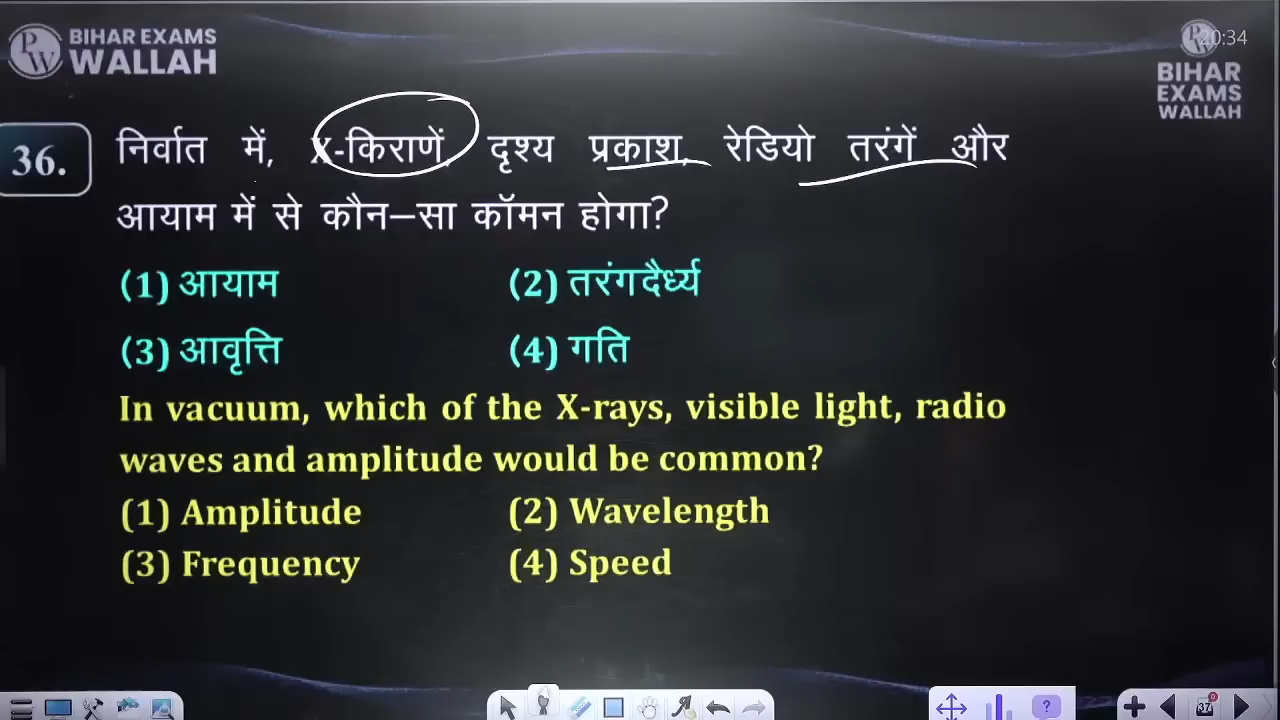 BIHAR EXAMS
WALLAH
20:34
BIHAR
EXAMS
WALLAH
36.
निर्वात में, X-किराणें, दृश्य प्रकाश, रेडियो तरंगें और
आयाम में से कौन–सा कॉमन होगा?
(1) आयाम (2) तरंगदैर्ध्य
(3) आवृत्ति (4) गति
In vacuum, which of the X-rays, visible light, radio
waves and amplitude would be common?
(1) Amplitude (2) Wavelength
(3) Frequency (4) Speed
37